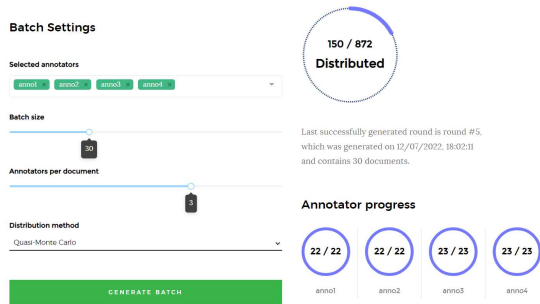 Batch Settings
Selected annotators
anno1 × anno2 × anno3 × anno4 ×
Batch size
30
Annotators per document
3
Distribution method
Quasi-Monte Carlo
GENERATE BATCH
150 / 872
Distributed
Last successfully generated round is round #5,
which was generated on 12/07/2022, 18:02:11
and contains 30 documents.
Annotator progress
22 / 22 22 / 22 23 / 23 23 / 23
anno1 anno2 anno3 anno4